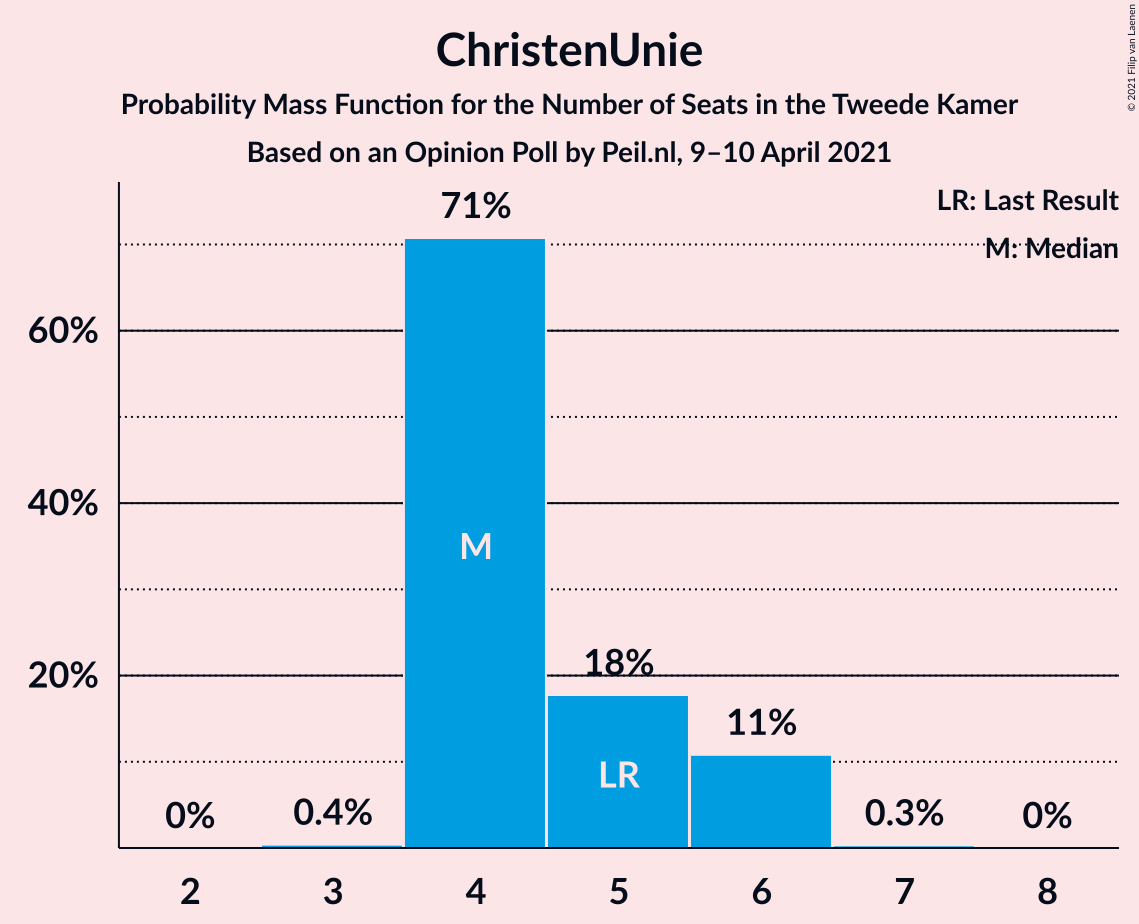 ChristenUnie
Probability Mass Function for the Number of Seats in the Tweede Kamer
Based on an Opinion Poll by Peil.nl, 9–10 April 2021
© 2021 Filip van Laenen
LR: Last Result
M: Median
71%
60%
40%
20%
M
18%
LR
11%
0%
0.4%
0.3%
0%
2 3 4 5 6 7 8